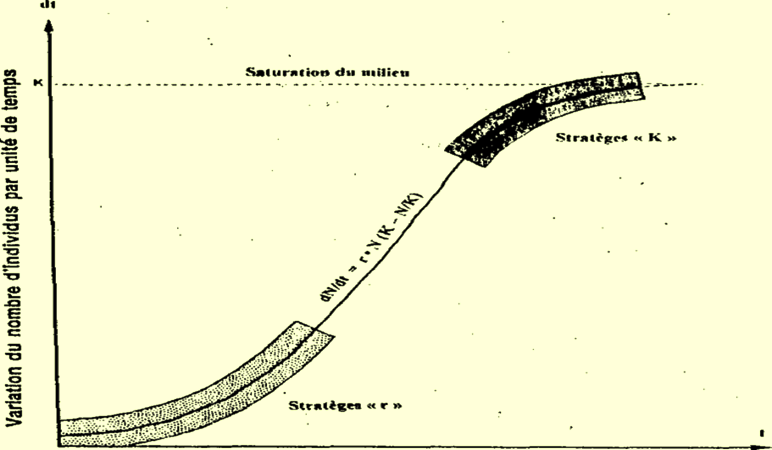 dt
K
Saturation du milieu
Variation du nombre d'individus par unité de temps
Stratèges « K »
dN/dt = r * N (K - N/K)
Stratèges « r »
t